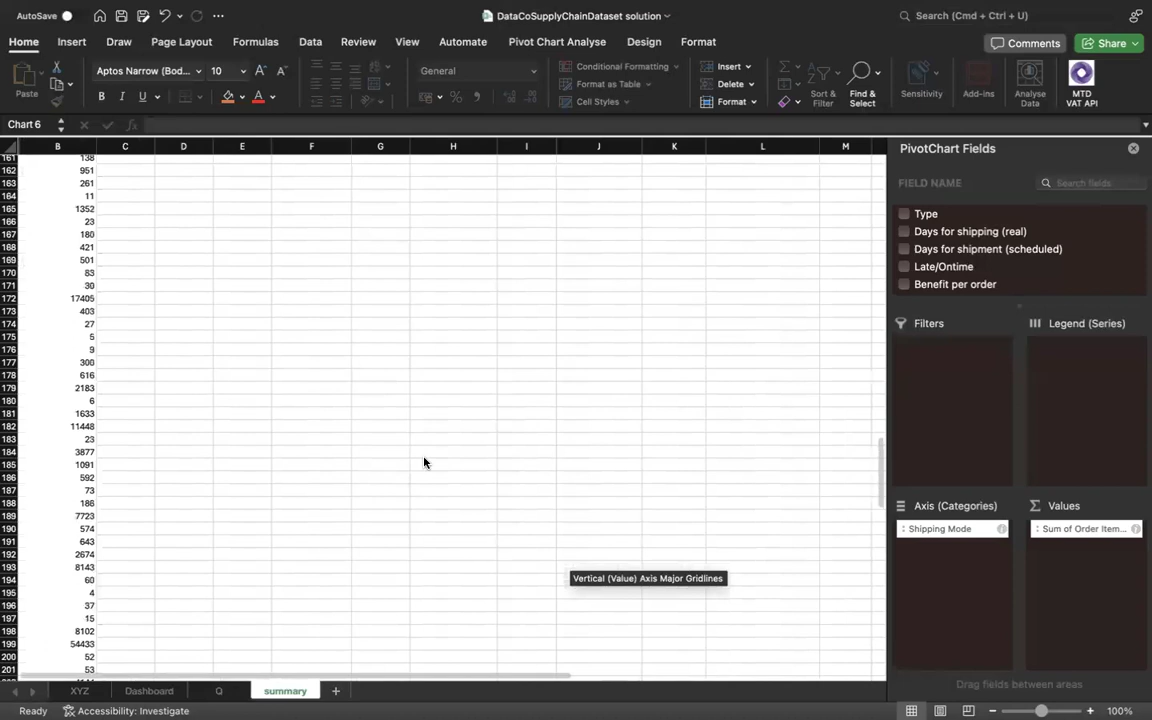 AutoSave
DataCoSupplyChainDataset solution
Search (Cmd + Ctrl + U)
Home Insert Draw Page Layout Formulas Data Review View Automate Pivot Chart Analyse Design Format
Comments Share
Paste
Aptos Narrow (Bod... 10
General
Conditional Formatting
Format as Table
Cell Styles
Insert
Delete
Format
Sort & Filter
Find & Select
Sensitivity
Add-ins
Analyse Data
MTD VAT API
Chart 6
B C D E F G H I J K L M
161 138
162 951
163 261
164 11
165 1352
166 23
167 180
168 421
169 501
170 83
171 30
172 17405
173 403
174 27
175 5
176 9
177 300
178 616
179 2183
180 6
181 1633
182 11448
183 23
184 3877
185 1091
186 592
187 73
188 186
189 7723
190 574
191 643
192 2674
193 8143
194 60
195 4
196 37
197 15
198 8102
199 54433
200 52
201 53
Vertical (Value) Axis Major Gridlines
PivotChart Fields
FIELD NAME
Search fields
Type
Days for shipping (real)
Days for shipment (scheduled)
Late/Ontime
Benefit per order
Filters
Legend (Series)
Axis (Categories)
Values
Shipping Mode
Sum of Order Item...
Drag fields between areas
XYZ Dashboard Q summary
Ready Accessibility: Investigate
100%